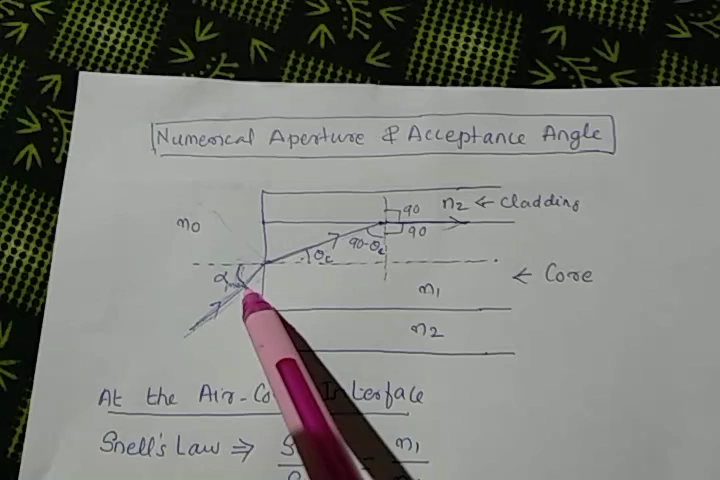 Numerical Aperture & Acceptance Angle
n2 ← cladding
90
n0
90
90-θc
θc
αmax
← Core
n1
n2
At the Air-Co Interface
Snell's Law ⇒ n1